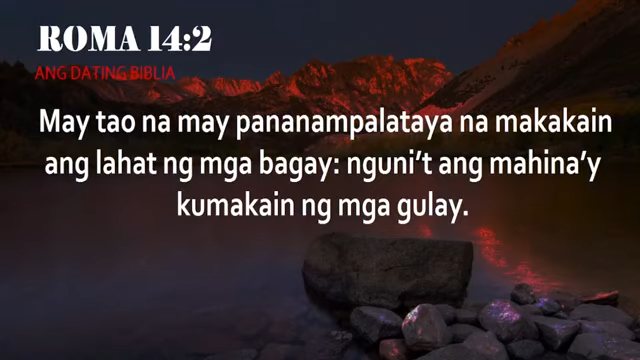 ROMA 14:2
ANG DATING BIBLIA
May tao na may pananampalataya na makakain
ang lahat ng mga bagay: nguni’t ang mahina’y
kumakain ng mga gulay.